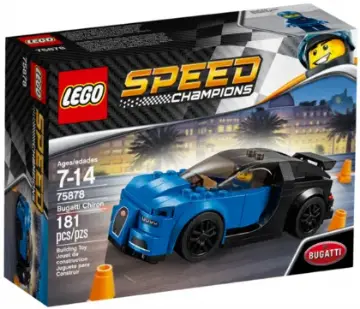 LEGO
SPEED
CHAMPIONS
75878
Ages/edades
7-14
75878
Bugatti Chiron
181
pcs/pzs
Building Toy
Jouet de
construction
Juguete para
Construir
BUGATTI